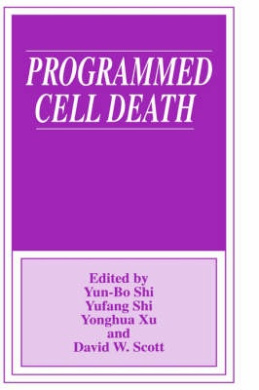 PROGRAMMED
CELL DEATH
Edited by
Yun-Bo Shi
Yufang Shi
Yonghua Xu
and
David W. Scott